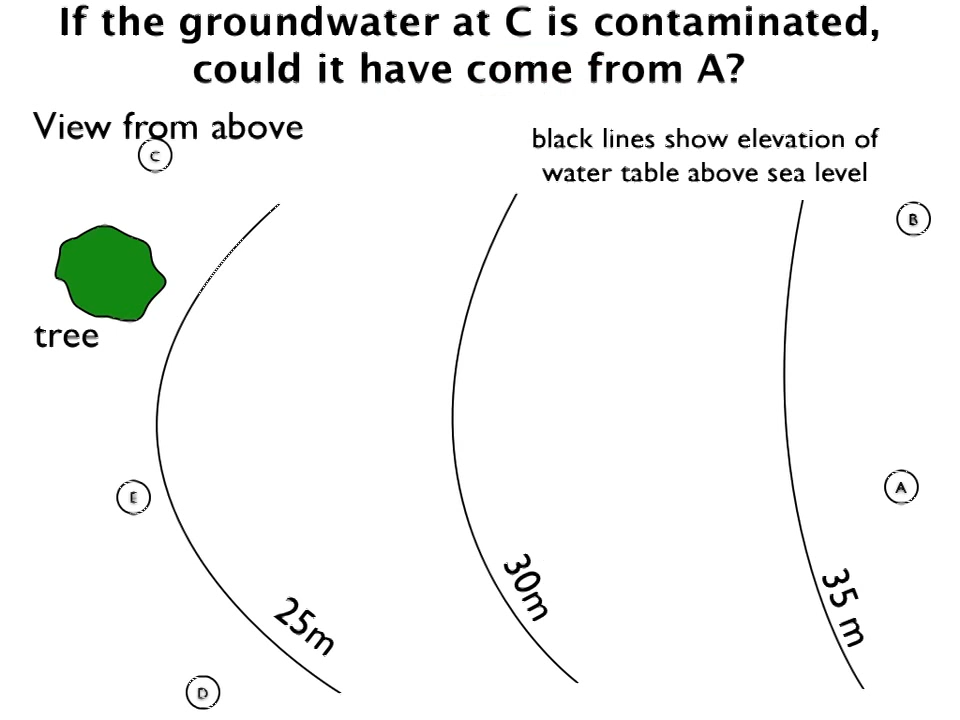 If the groundwater at C is contaminated,
could it have come from A?
View from above
C
black lines show elevation of
water table above sea level
B
tree
E
A
30m
35 m
25m
D